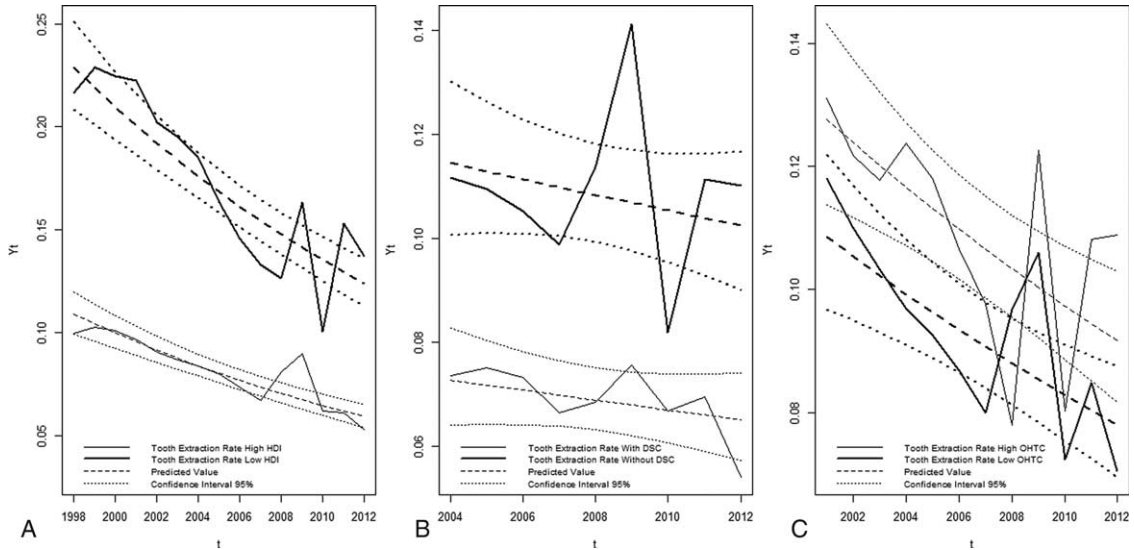 0.25
0.20
0.15
0.10
0.05
Yt
Tooth Extraction Rate High HDI
Tooth Extraction Rate Low HDI
Predicted Value
Confidence Interval 95%
1998 2000 2002 2004 2006 2008 2010 2012
t
A
0.14
0.12
0.10
0.08
0.06
Yt
Tooth Extraction Rate With DSC
Tooth Extraction Rate Without DSC
Predicted Value
Confidence Interval 95%
2004 2006 2008 2010 2012
t
B
0.14
0.12
0.10
0.08
Yt
Tooth Extraction Rate High OHTC
Tooth Extraction Rate Low OHTC
Predicted Value
Confidence Interval 95%
2002 2004 2006 2008 2010 2012
t
C